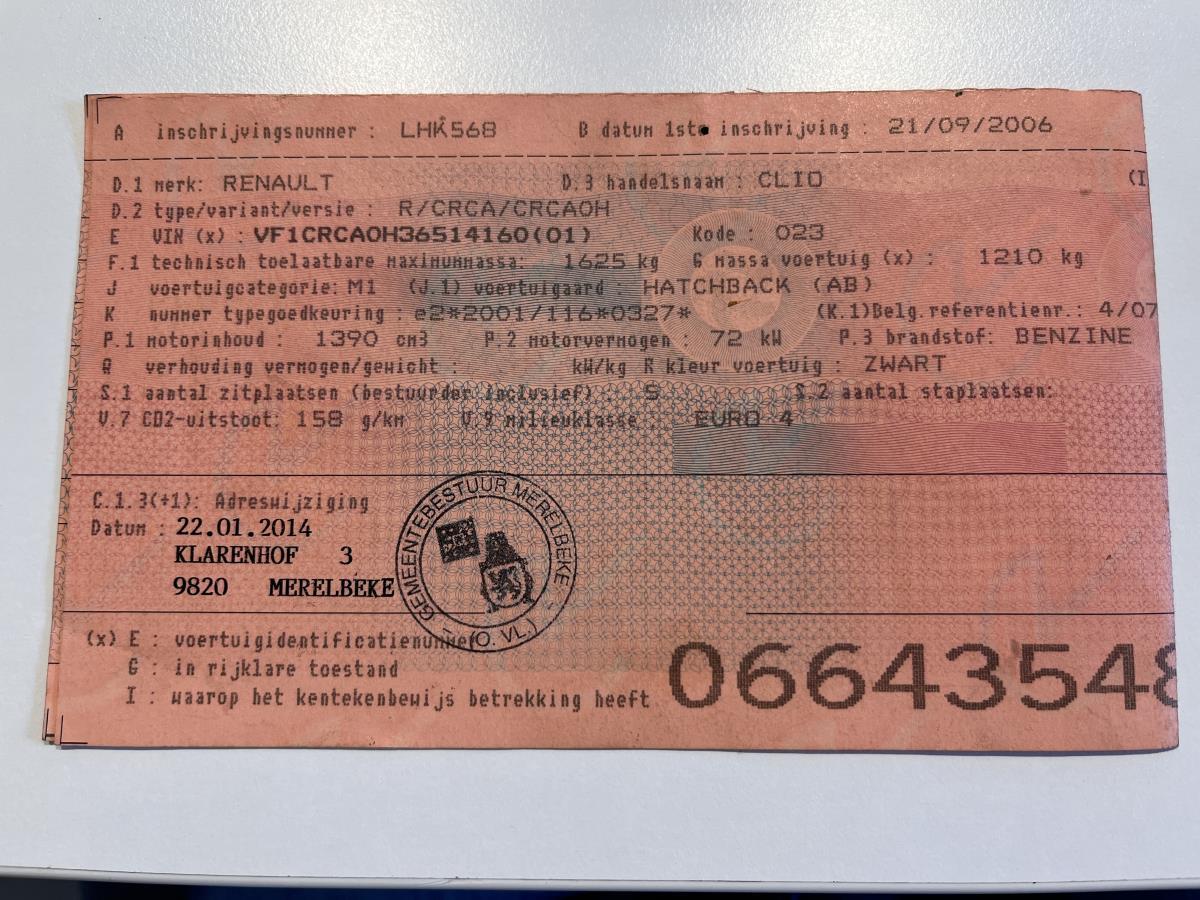 A inschrijvingsnummer : LHK568 B datum 1ste inschrijving : 21/09/2006
D.1 merk: RENAULT D.3 handelsnaam : CLIO (I
D.2 type/variant/versie : R/CRCA/CRCAOH
E VIN (x) : VF1CRCAOH36514160(01) Kode : 023
F.1 technisch toelaatbare maximummassa: 1625 kg G massa voertuig (x) : 1210 kg
J voertuigcategorie: M1 (J.1) voertuigaard : HATCHBACK (AB)
K nummer typegoedkeuring : e2*2001/116*0327* (K.1)Belg.referentienr.: 4/07
P.1 motorinhoud : 1390 cm3 P.2 motorvermogen : 72 kW P.3 brandstof: BENZINE
Q verhouding vermogen/gewicht : kW/kg R kleur voertuig : ZWART
S.1 aantal zitplaatsen (bestuurder inclusief) 5 S.2 aantal staplaatsen:
V.7 CO2-uitstoot: 158 g/km V.9 milieuklasse : EURO 4
C.1.3(+1): Adreswijziging
Datum : 22.01.2014
KLARENHOF 3
9820 MERELBEKE
GEMEENTEBESTUUR MERELBEKE
(O. VL.)
(x) E : voertuigidentificatienummer
G : in rijklare toestand
I : waarop het kentekenbewijs betrekking heeft
06643548